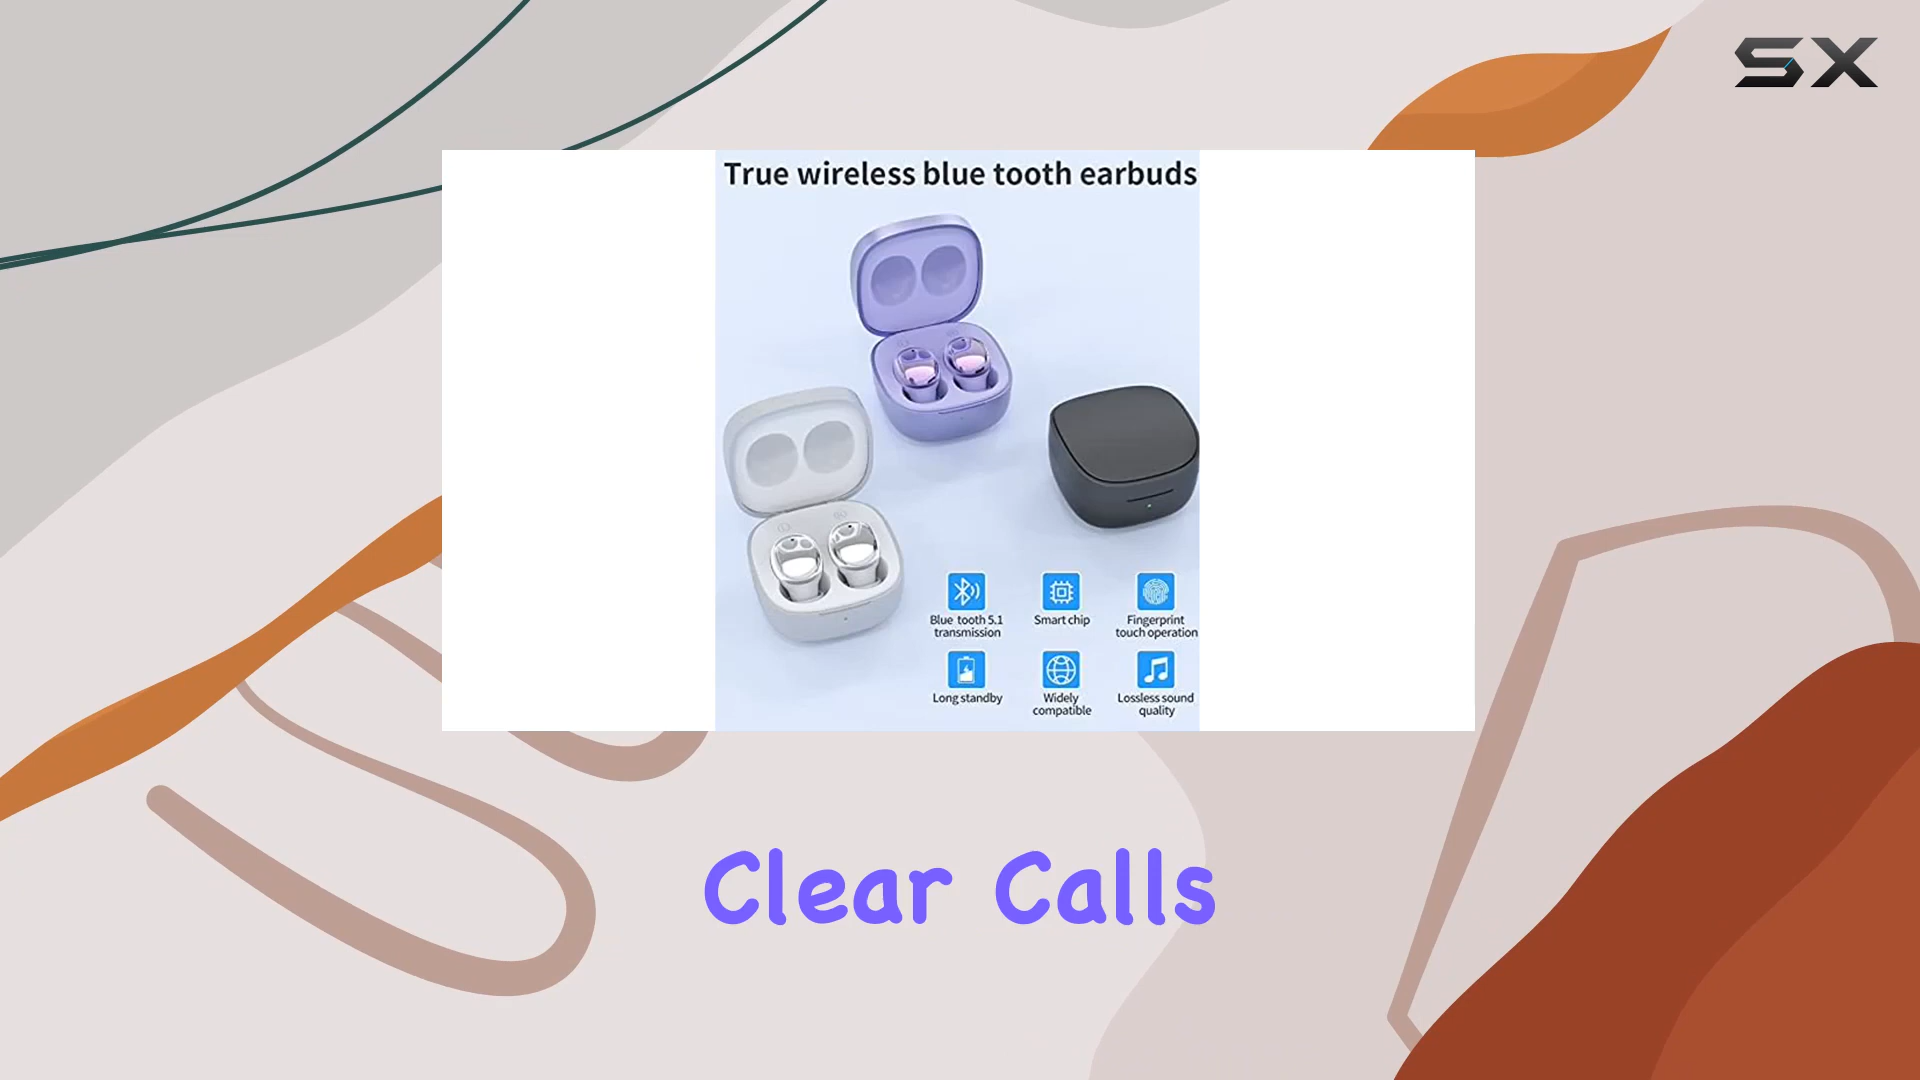 SX
True wireless blue tooth earbuds
Blue tooth 5.1
transmission
Smart chip
Fingerprint
touch operation
Long standby
Widely
compatible
Lossless sound
quality
Clear Calls